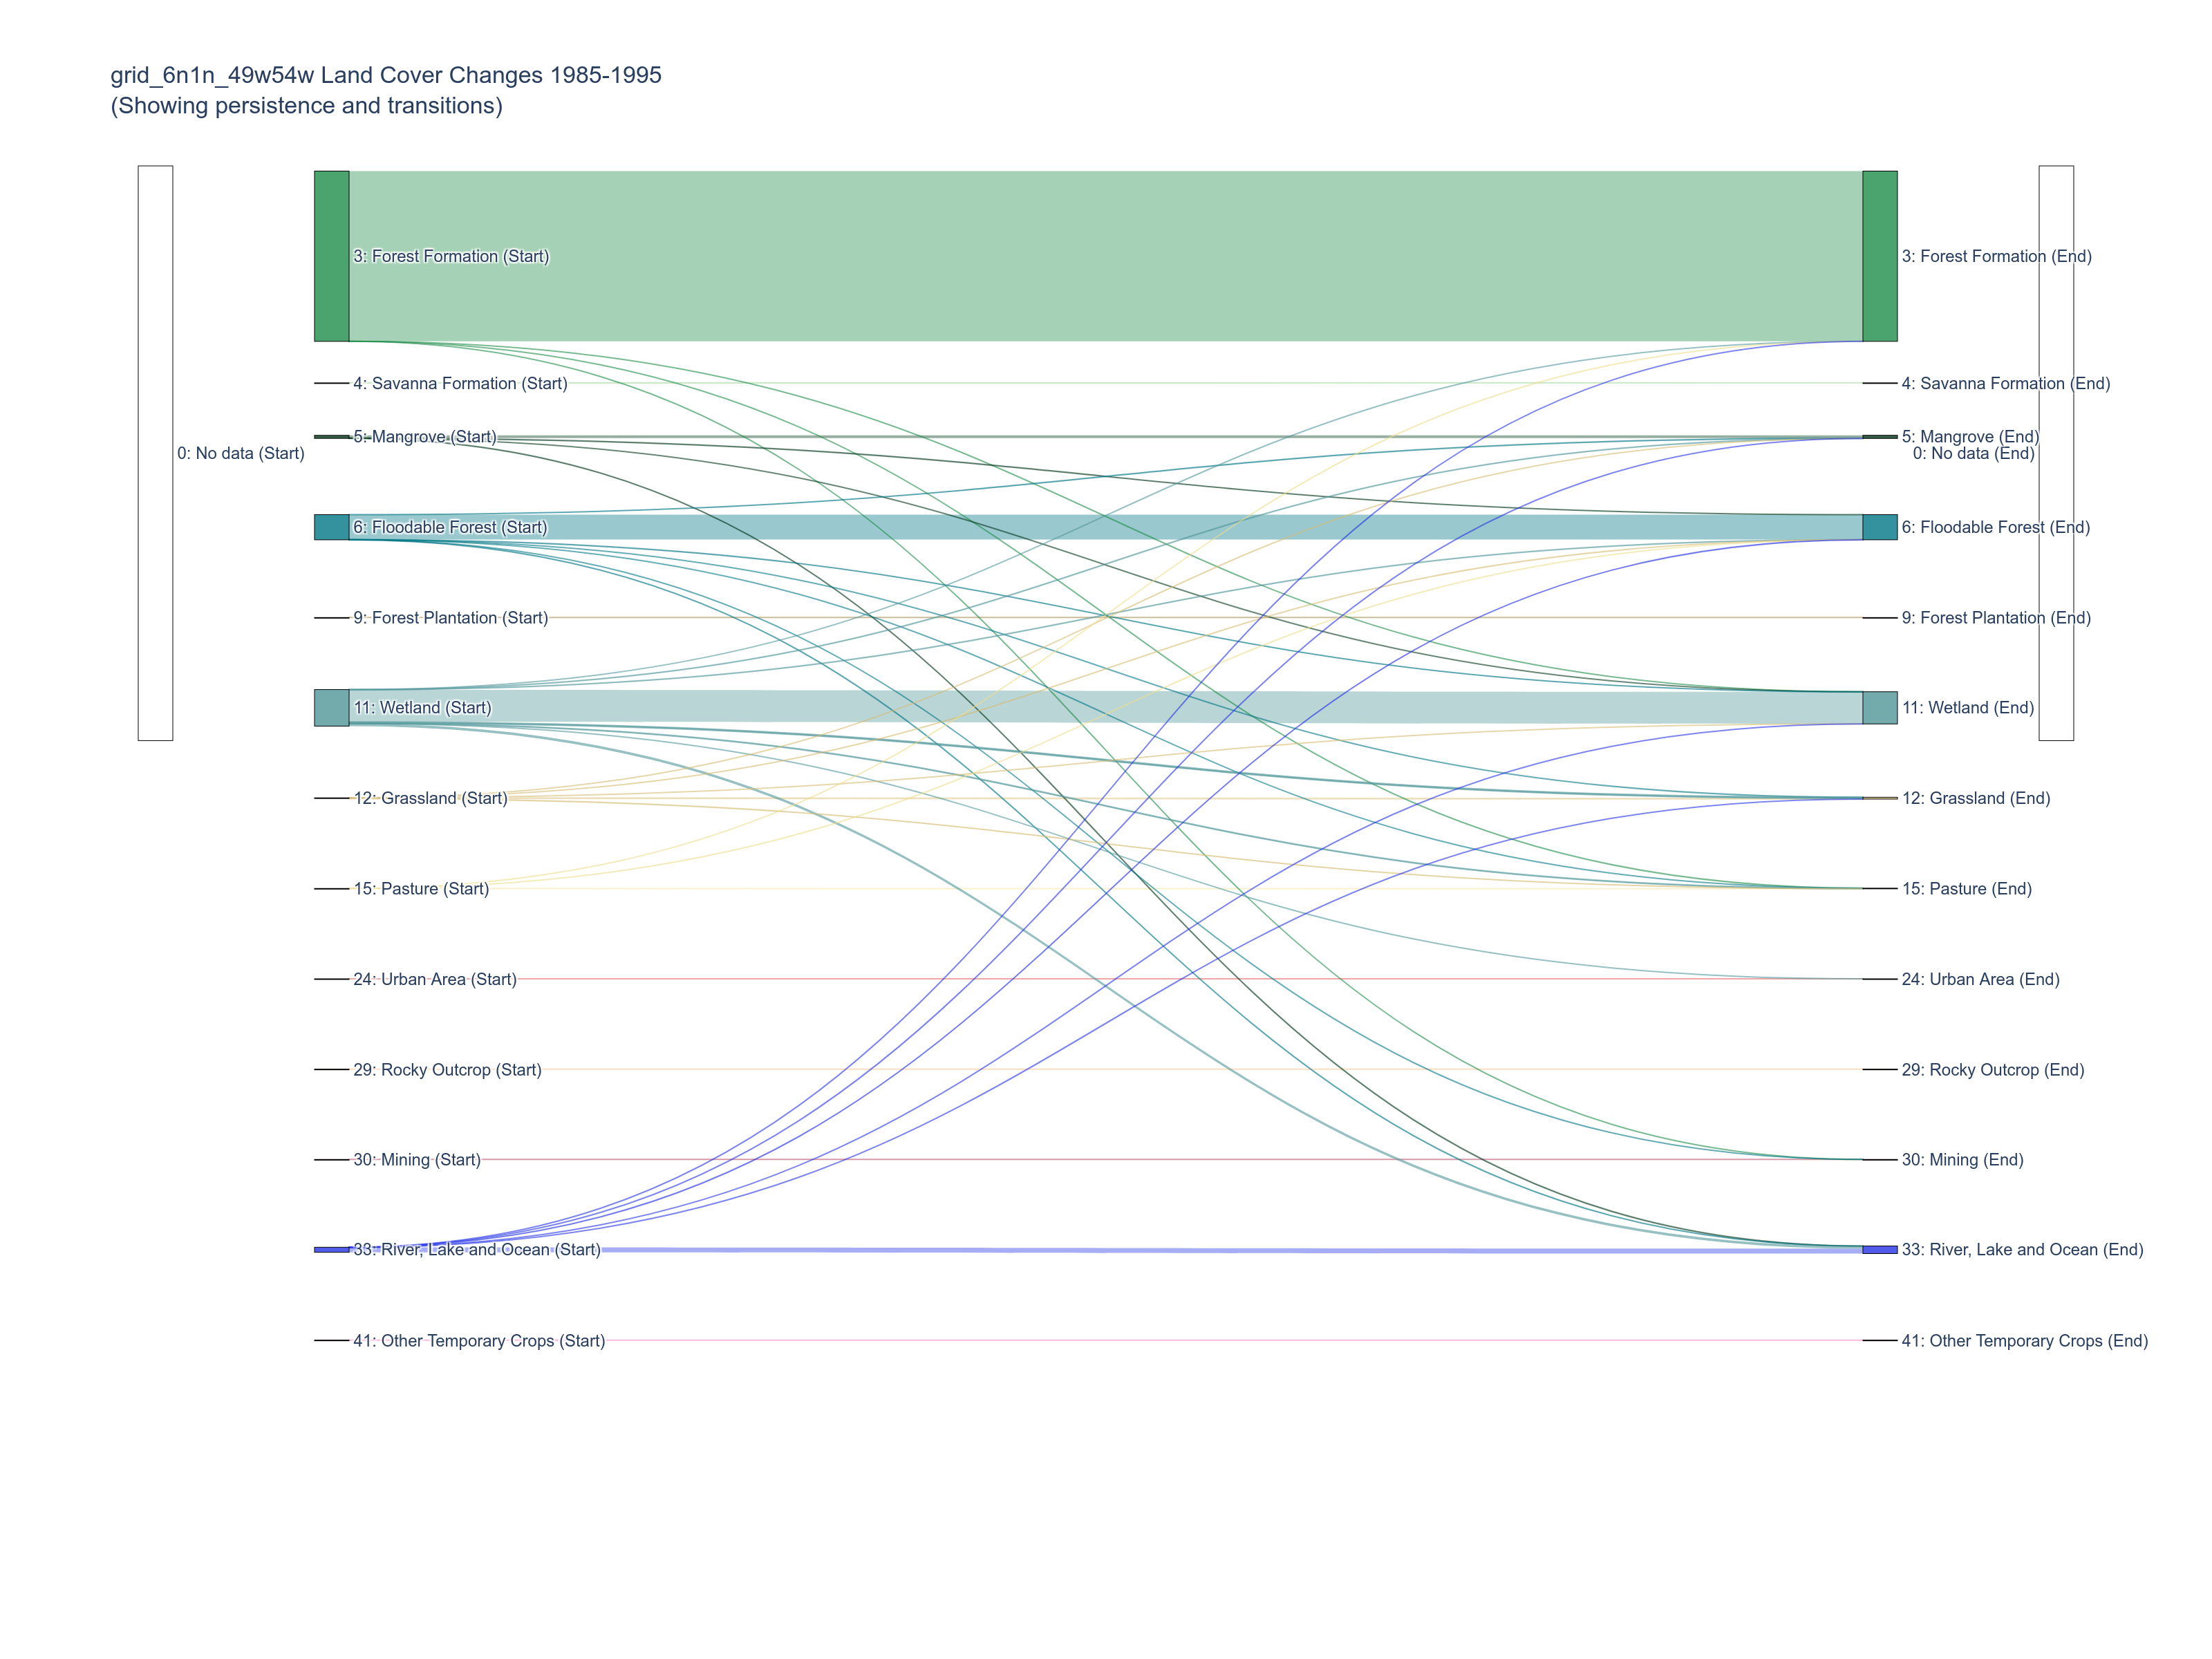 grid_6n1n_49w54w Land Cover Changes 1985-1995
(Showing persistence and transitions)
3: Forest Formation (Start)
3: Forest Formation (End)
4: Savanna Formation (Start)
4: Savanna Formation (End)
5: Mangrove (Start)
5: Mangrove (End)
0: No data (Start)
0: No data (End)
6: Floodable Forest (Start)
6: Floodable Forest (End)
9: Forest Plantation (Start)
9: Forest Plantation (End)
11: Wetland (Start)
11: Wetland (End)
12: Grassland (Start)
12: Grassland (End)
15: Pasture (Start)
15: Pasture (End)
24: Urban Area (Start)
24: Urban Area (End)
29: Rocky Outcrop (Start)
29: Rocky Outcrop (End)
30: Mining (Start)
30: Mining (End)
33: River, Lake and Ocean (Start)
33: River, Lake and Ocean (End)
41: Other Temporary Crops (Start)
41: Other Temporary Crops (End)